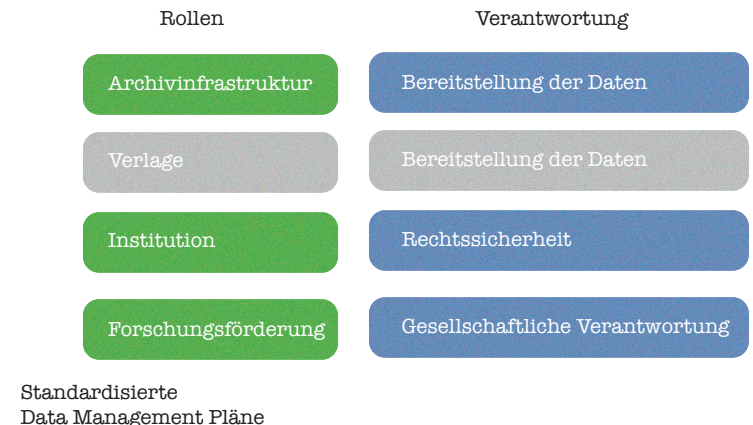 Rollen Verantwortung
Archivinfrastruktur Bereitstellung der Daten
Verlage Bereitstellung der Daten
Institution Rechtssicherheit
Forschungsförderung Gesellschaftliche Verantwortung
Standardisierte
Data Management Pläne